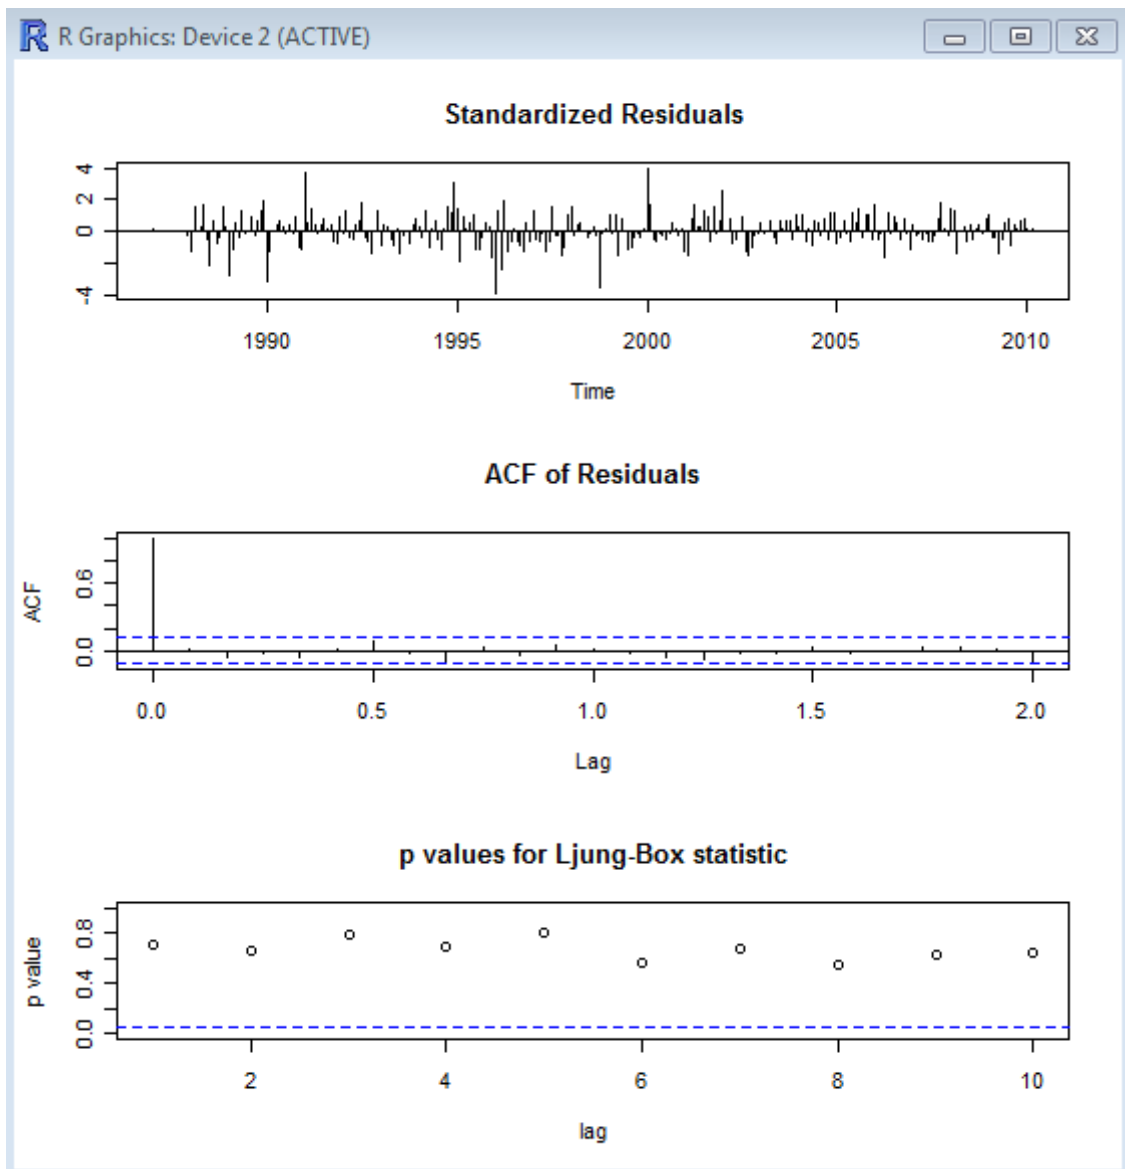 R Graphics: Device 2 (ACTIVE)
Standardized Residuals
4
2
0
-4
1990 1995 2000 2005 2010
Time
ACF of Residuals
ACF
0.6
0.0
0.0 0.5 1.0 1.5 2.0
Lag
p values for Ljung-Box statistic
p value
0.8
0.4
0.0
2 4 6 8 10
lag